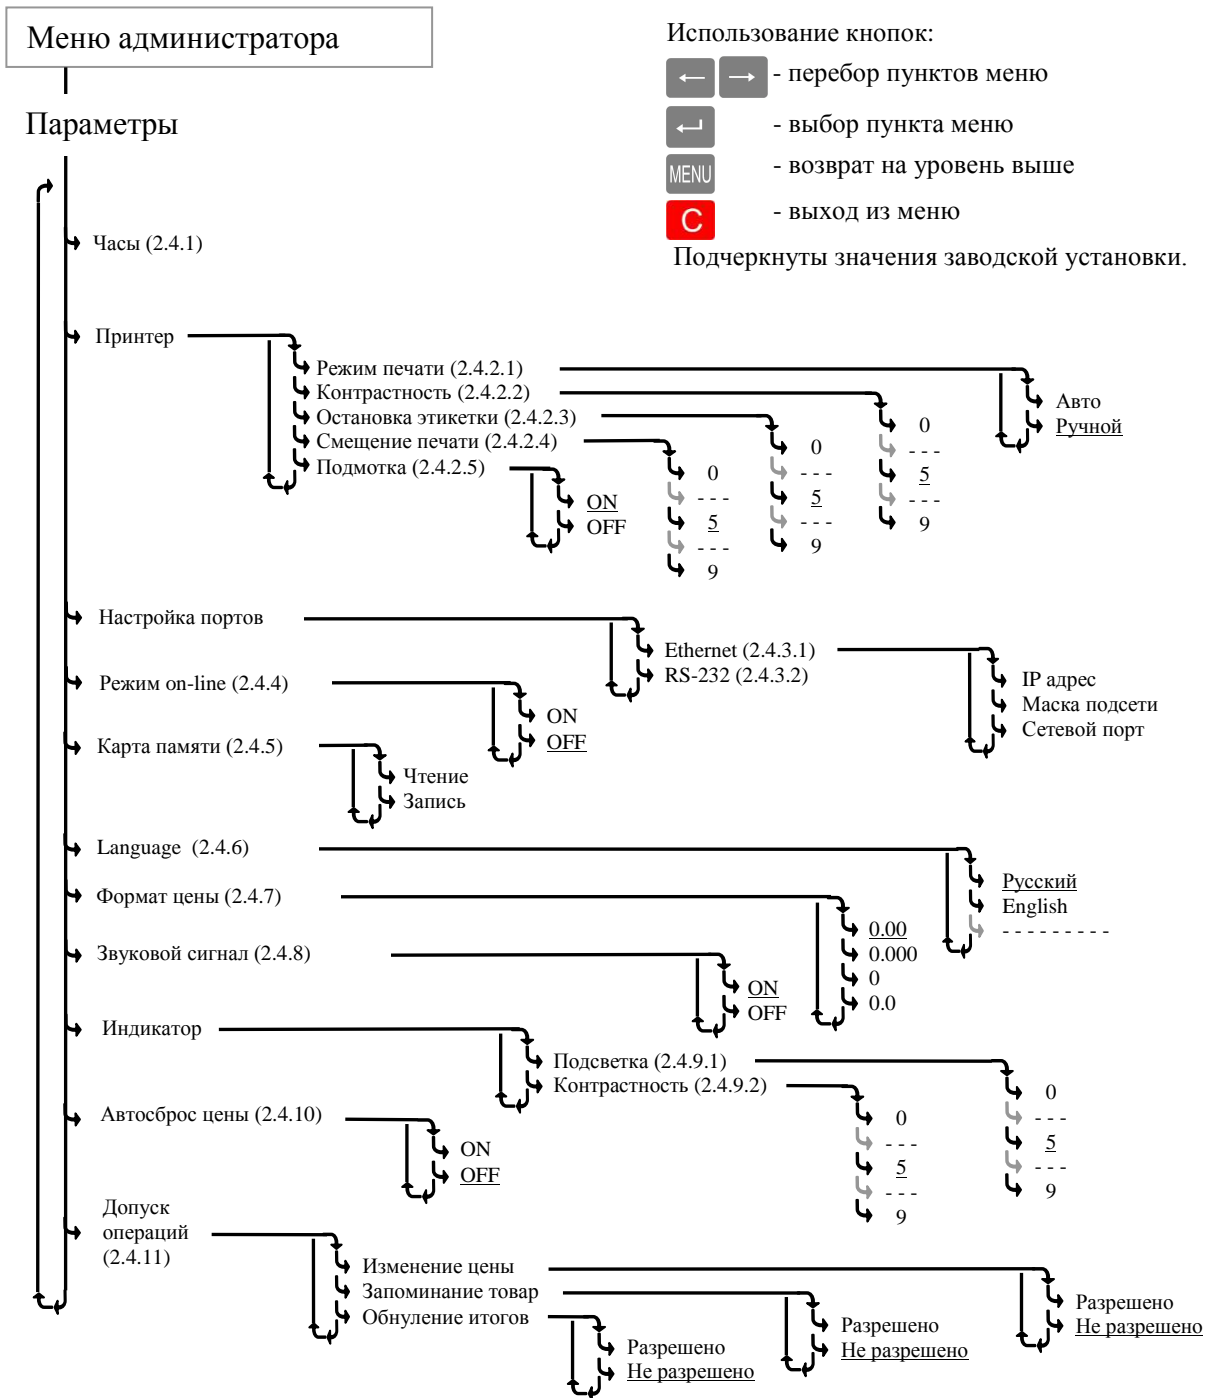 Меню администратора
Использование кнопок:
← → - перебор пунктов меню
Параметры
↵ - выбор пункта меню
MENU - возврат на уровень выше
C - выход из меню
Подчеркнуты значения заводской установки.
Часы (2.4.1)
Принтер
Режим печати (2.4.2.1)
Авто
Ручной
Контрастность (2.4.2.2)
0
- - -
5
- - -
9
Остановка этикетки (2.4.2.3)
0
- - -
5
- - -
9
Смещение печати (2.4.2.4)
0
- - -
5
- - -
9
Подмотка (2.4.2.5)
ON
OFF
Настройка портов
Ethernet (2.4.3.1)
RS-232 (2.4.3.2)
IP адрес
Маска подсети
Сетевой порт
Режим on-line (2.4.4)
ON
OFF
Карта памяти (2.4.5)
Чтение
Запись
Language (2.4.6)
Русский
English
- - - - - - - - -
Формат цены (2.4.7)
0.00
0.000
0
0.0
Звуковой сигнал (2.4.8)
ON
OFF
Индикатор
Подсветка (2.4.9.1)
0
- - -
5
- - -
9
Контрастность (2.4.9.2)
0
- - -
5
- - -
9
Автосброс цены (2.4.10)
ON
OFF
Допуск
операций
(2.4.11)
Изменение цены
Разрешено
Не разрешено
Запоминание товар
Разрешено
Не разрешено
Обнуление итогов
Разрешено
Не разрешено